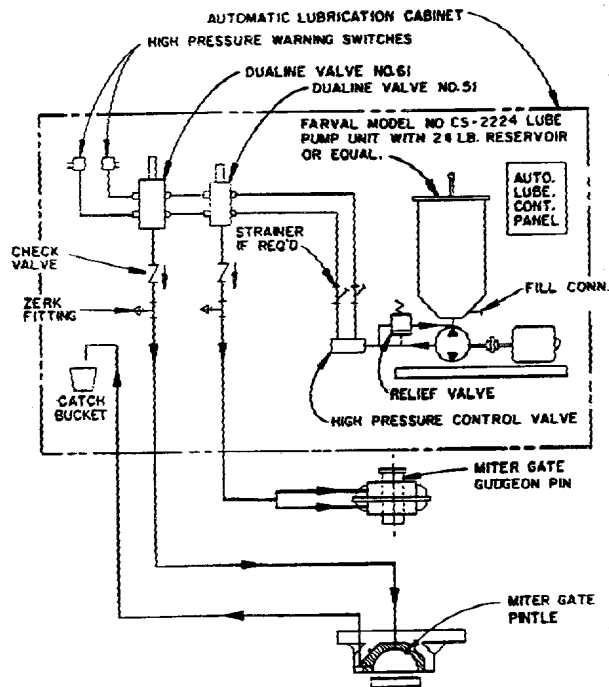 AUTOMATIC LUBRICATION CABINET
HIGH PRESSURE WARNING SWITCHES
DUALINE VALVE NO.61
DUALINE VALVE NO.51
FARVAL MODEL NO CS-2224 LUBE
PUMP UNIT WITH 24 LB. RESERVOIR
OR EQUAL.
AUTO.
LUBE.
CONT.
PANEL
STRAINER
IF REQ'D
CHECK
VALVE
FILL CONN.
ZERK
FITTING
RELIEF VALVE
CATCH
BUCKET
HIGH PRESSURE CONTROL VALVE
MITER GATE
GUDGEON PIN
MITER GATE
PINTLE